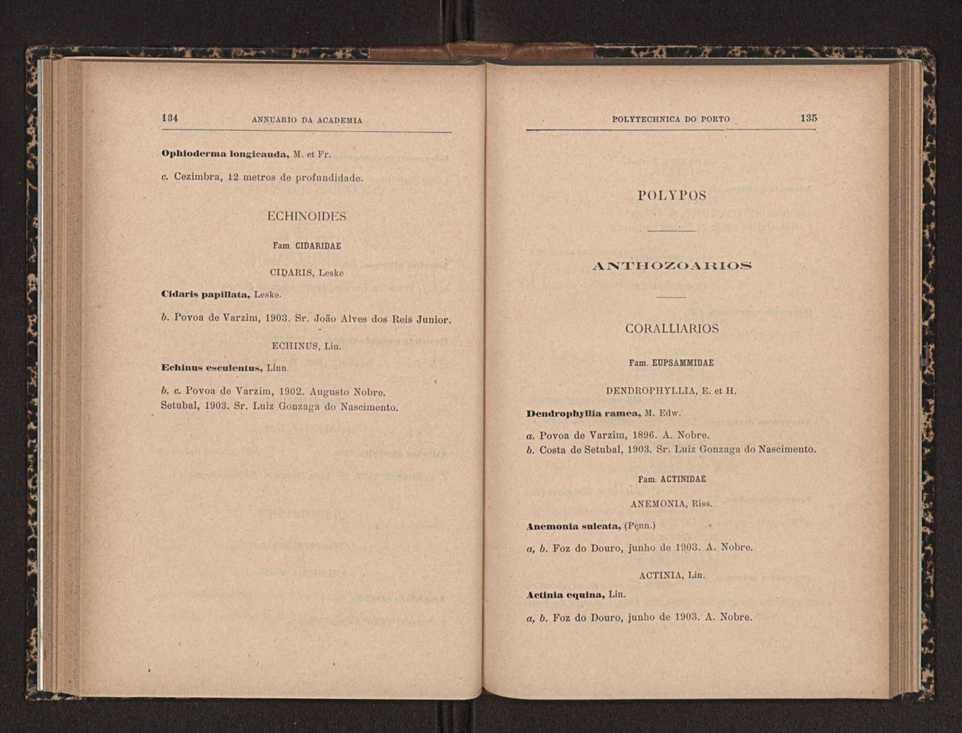 134 ANNUARIO DA ACADEMIA
Ophioderma longicauda, M. et Fr.
c. Cezimbra, 12 metros de profundidade.
ECHINOIDES
Fam. CIDARIDAE
CIDARIS, Leske
Cidaris papillata, Leske.
b. Povoa de Varzim, 1903. Sr. João Alves dos Reis Junior.
ECHINUS, Lin.
Echinus esculentus, Linn.
b. c. Povoa de Varzim, 1902. Augusto Nobre.
Setubal, 1903. Sr. Luiz Gonzaga do Nascimento.
POLYTECHNICA DO PORTO 135
POLYPOS
ANTHOZOARIOS
CORALLIARIOS
Fam. EUPSAMMIDAE
DENDROPHYLLIA, E. et H.
Dendrophyllia ramea, M. Edw.
a. Povoa de Varzim, 1896. A. Nobre.
b. Costa de Setubal, 1903. Sr. Luiz Gonzaga do Nascimento.
Fam. ACTINIDAE
ANEMONIA, Riss.
Anemonia sulcata, (Penn.)
a, b. Foz do Douro, junho de 1903. A. Nobre.
ACTINIA, Lin.
Actinia equina, Lin.
a, b. Foz do Douro, junho de 1903. A. Nobre.